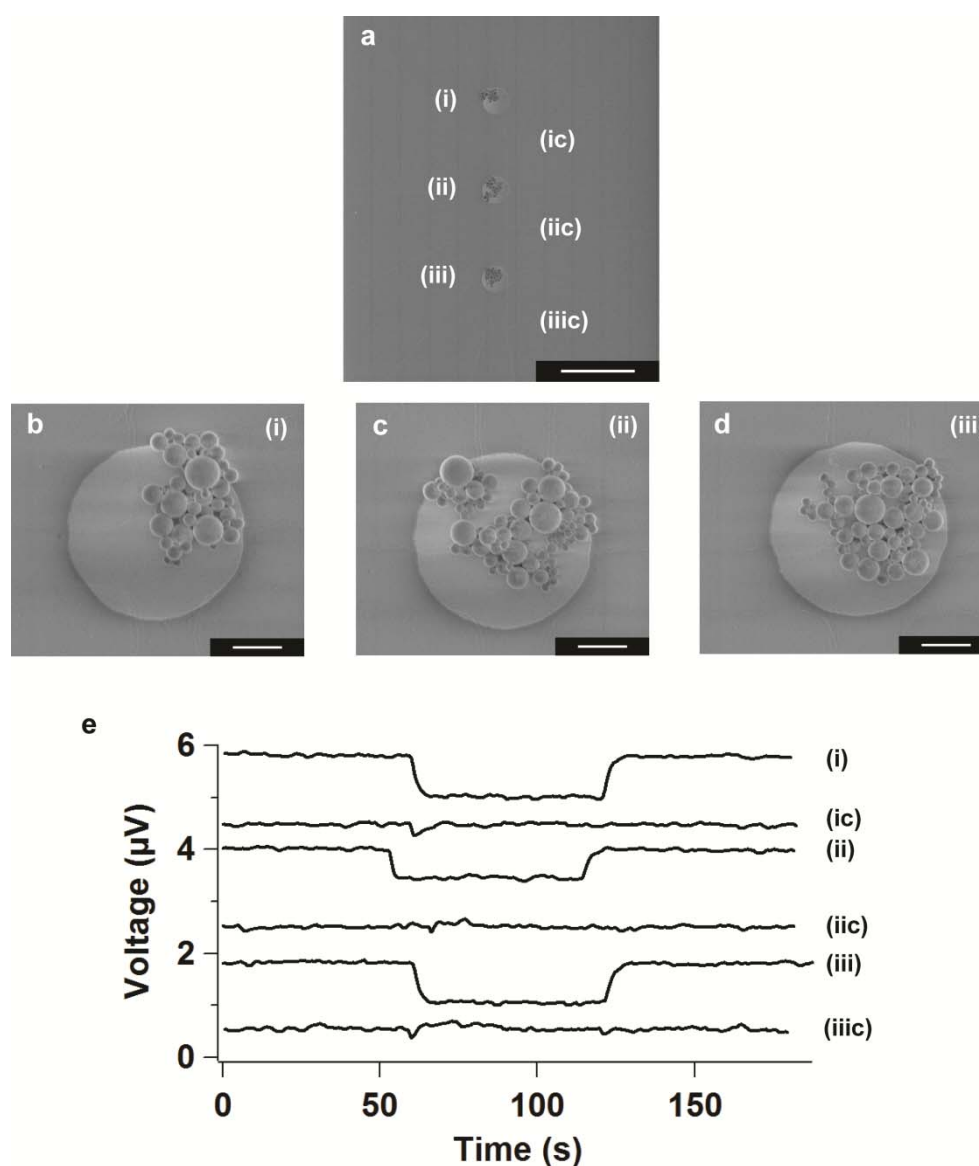 a
(i)
(ic)
(ii)
(iic)
(iii)
(iiic)
b (i)
c (ii)
d (iii
e
6
4
2
0
Voltage (µV)
(i)
(ic)
(ii)
(iic)
(iii)
(iiic)
0 50 100 150
Time (s)